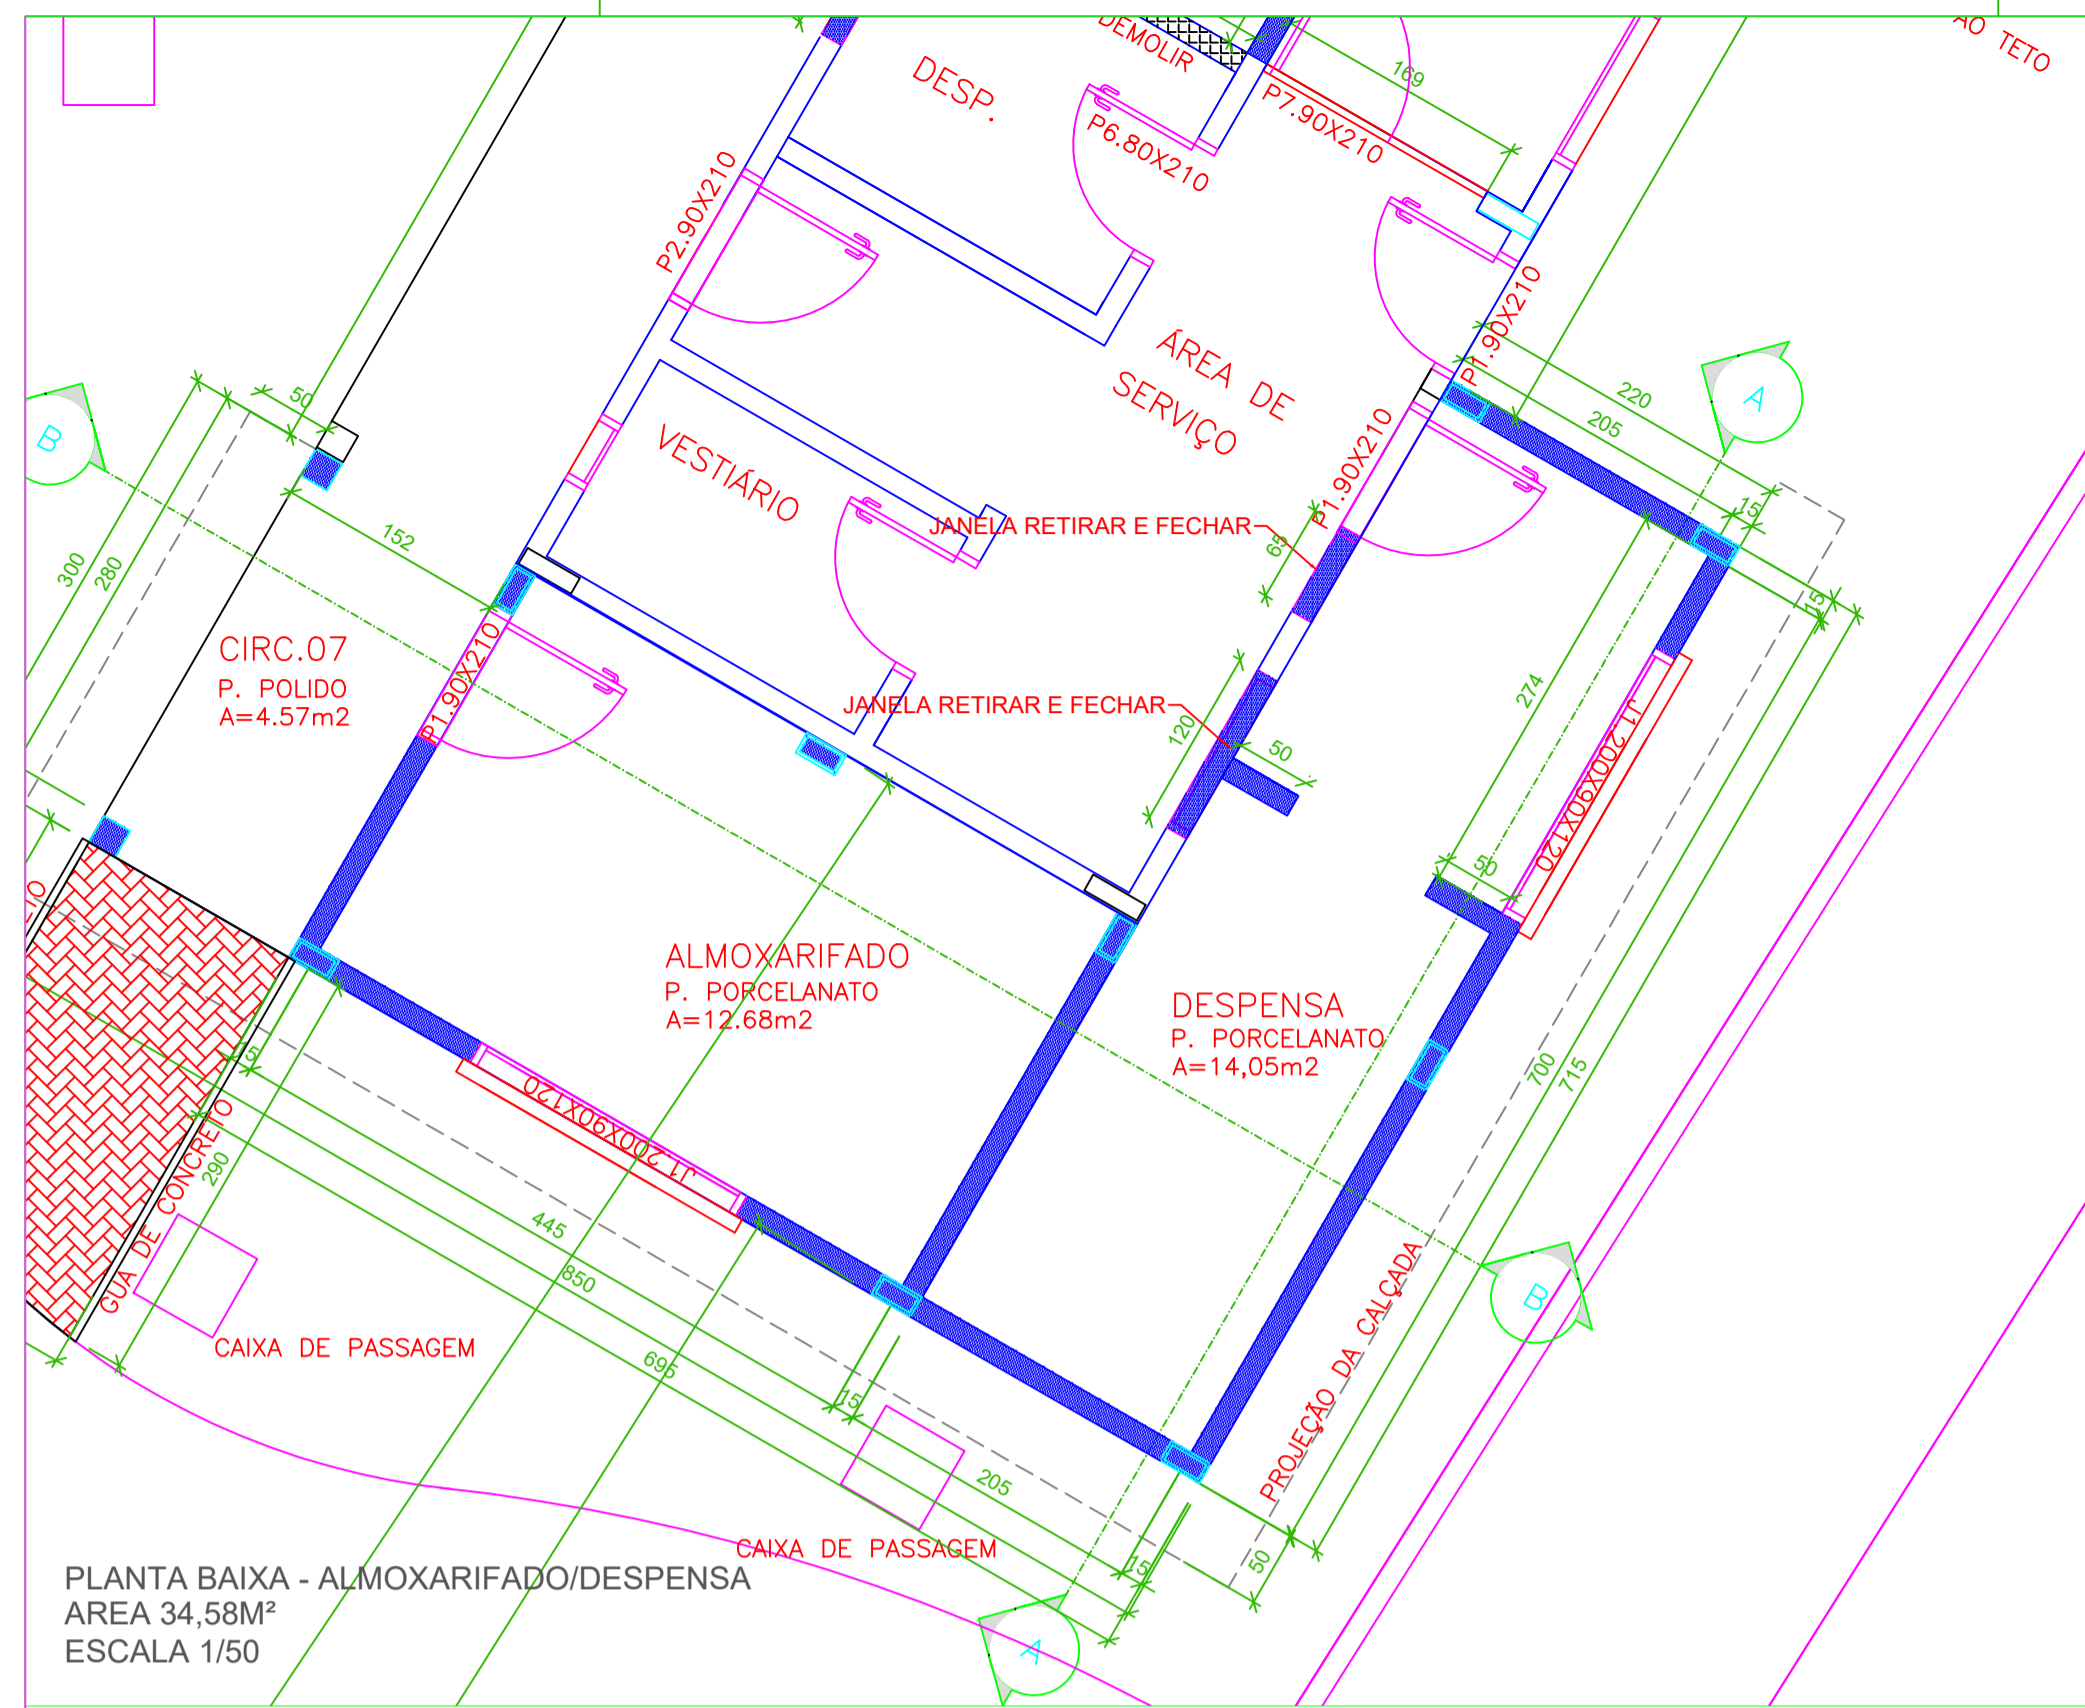 DEMOLIR
AO TETO
DESP.
169
P7.90X210
P6.80X210
P2.90X210
P1.90X210
ÁREA DE
SERVIÇO
220
205
15
A
50
B
VESTIÁRIO
P1.90X210
JANELA RETIRAR E FECHAR
65
152
300
280
15
CIRC.07
P. POLIDO
A=4.57m2
P1.90X210
274
JANELA RETIRAR E FECHAR
120
50
J1.200X90X120
50
ALMOXARIFADO
P. PORCELANATO
A=12.68m2
DESPENSA
P. PORCELANATO
A=14,05m2
15
J1.200X90X120
700
715
GUA DE CONCRETO
290
445
850
695
CAIXA DE PASSAGEM
B
PROJEÇÃO DA CALÇADA
15
205
CAIXA DE PASSAGEM
15
50
A
PLANTA BAIXA - ALMOXARIFADO/DESPENSA
AREA 34,58M²
ESCALA 1/50